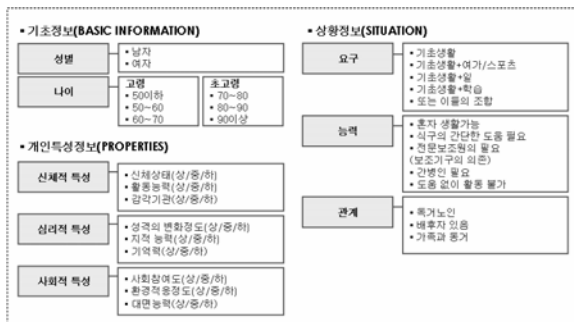 ▪ 기초정보(BASIC INFORMATION)
성별
• 남자
• 여자
나이
고령
• 50이하
• 50~60
• 60~70
초고령
• 70~80
• 80~90
• 90이상
▪ 개인특성정보(PROPERTIES)
신체적 특성
• 신체상태(상/중/하)
• 활동능력(상/중/하)
• 감각기관(상/중/하)
심리적 특성
• 성격의 변화정도(상/중/하)
• 지적 능력(상/중/하)
• 기억력(상/중/하)
사회적 특성
• 사회참여도(상/중/하)
• 환경적응정도(상/중/하)
• 대면능력(상/중/하)
▪ 상황정보(SITUATION)
요구
• 기초생활
• 기초생활+여가/스포츠
• 기초생활+일
• 기초생활+학습
• 또는 이들의 조합
능력
• 혼자 생활가능
• 식구의 간단한 도움 필요
• 전문보조원의 필요
(보조기구의 의존)
• 간병인 필요
• 도움 없이 활동 불가
관계
• 독거노인
• 배우자 있음
• 가족과 동거